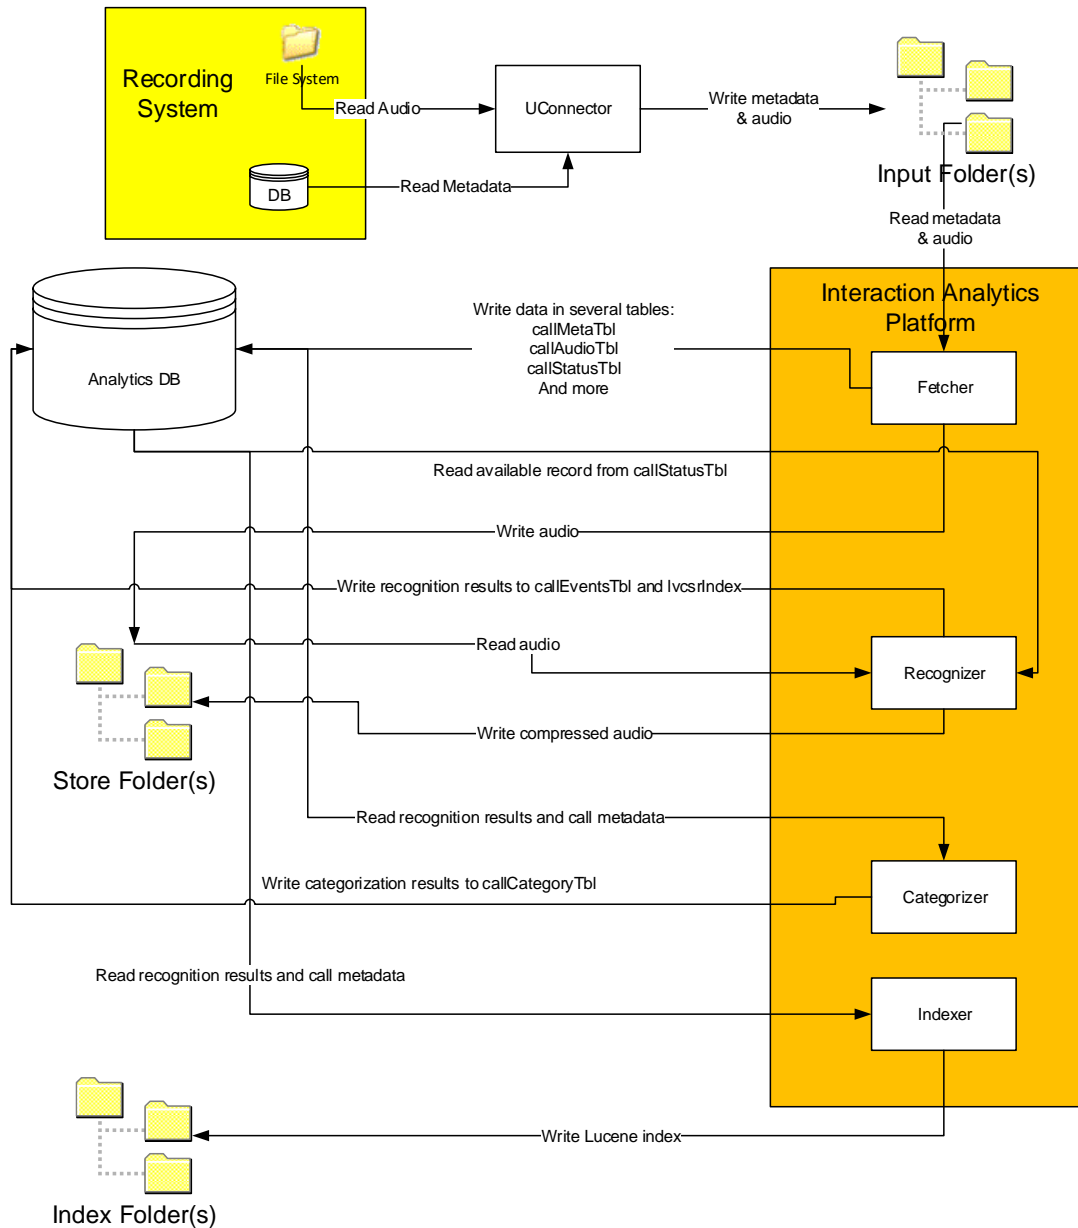 Recording
System
File System
Read Audio
UConnector
Write metadata
& audio
DB
Read Metadata
Input Folder(s)
Read metadata
& audio
Interaction Analytics
Platform
Write data in several tables:
callMetaTbl
callAudioTbl
callStatusTbl
And more
Analytics DB
Fetcher
Read available record from callStatusTbl
Write audio
Write recognition results to callEventsTbl and lvcsrIndex
Read audio
Recognizer
Write compressed audio
Store Folder(s)
Read recognition results and call metadata
Write categorization results to callCategoryTbl
Categorizer
Read recognition results and call metadata
Indexer
Write Lucene index
Index Folder(s)